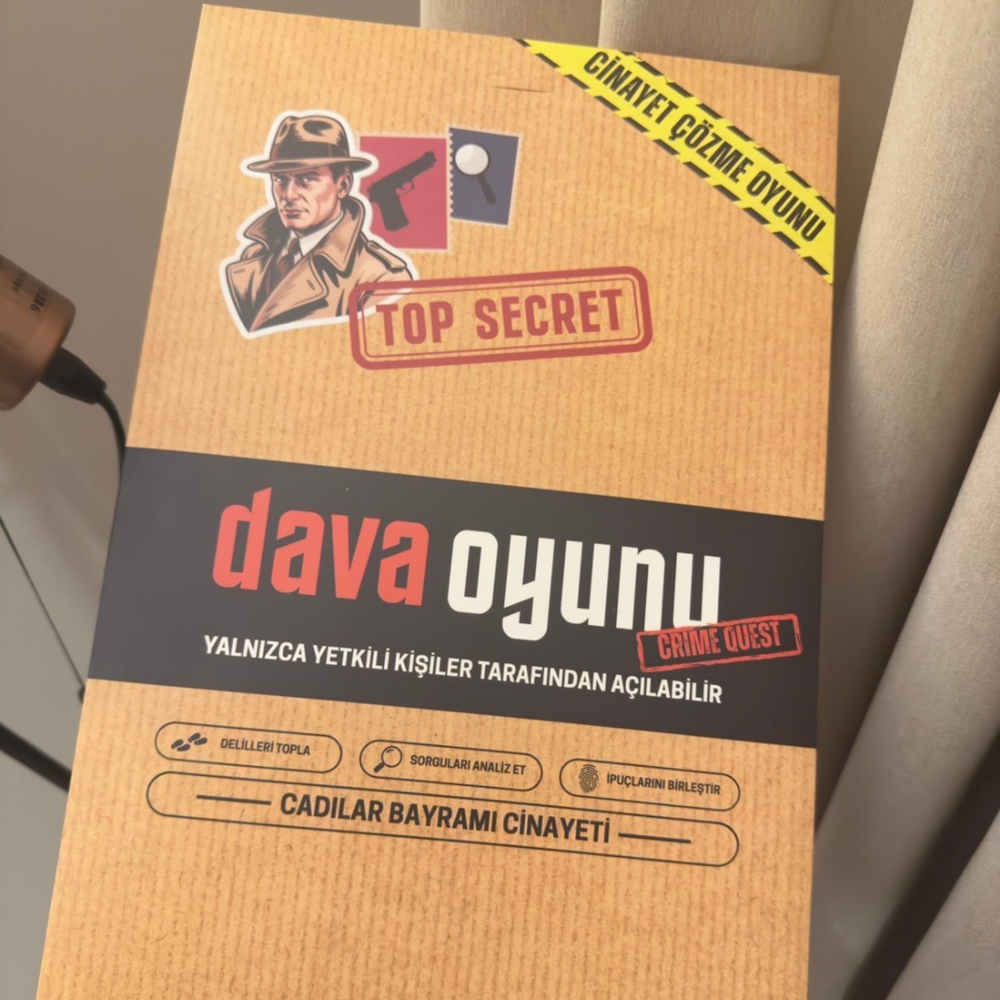 CİNAYET ÇÖZME OYUNU
TOP SECRET
dava oyunu
CRIME QUEST
YALNIZCA YETKİLİ KİŞİLER TARAFINDAN AÇILABİLİR
DELİLLERİ TOPLA
SORGULARI ANALİZ ET
İPUÇLARINI BİRLEŞTİR
CADILAR BAYRAMI CİNAYETİ